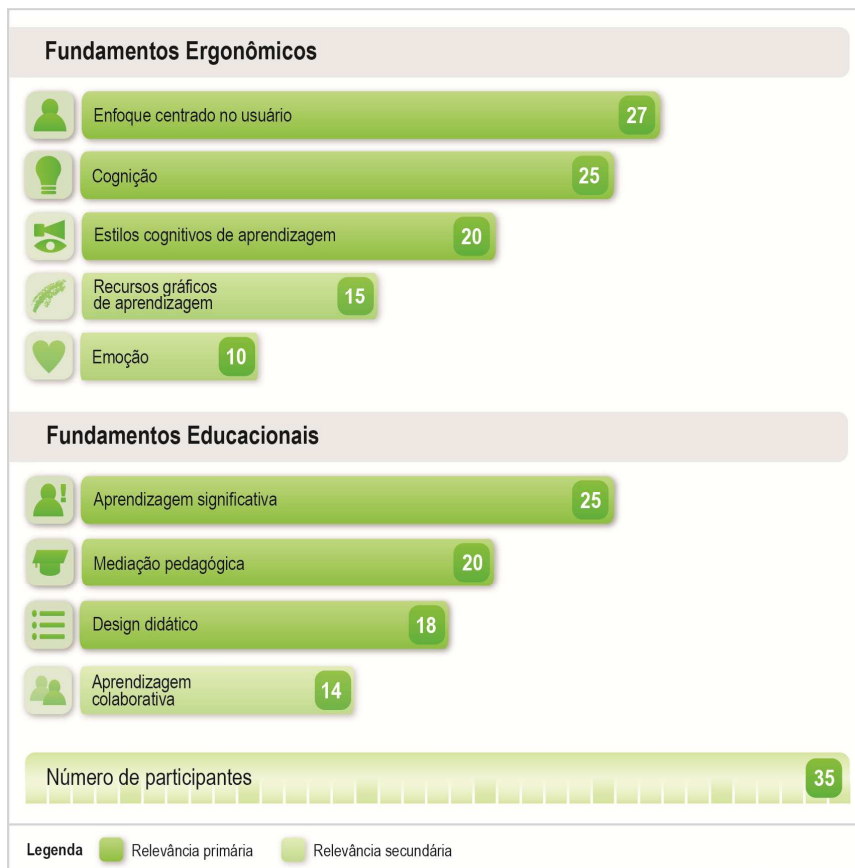 Fundamentos Ergonômicos
Enfoque centrado no usuário
27
Cognição
25
Estilos cognitivos de aprendizagem
20
Recursos gráficos
de aprendizagem
15
Emoção
10
Fundamentos Educacionais
Aprendizagem significativa
25
Mediação pedagógica
20
Design didático
18
Aprendizagem
colaborativa
14
Número de participantes
35
Legenda Relevância primária Relevância secundária